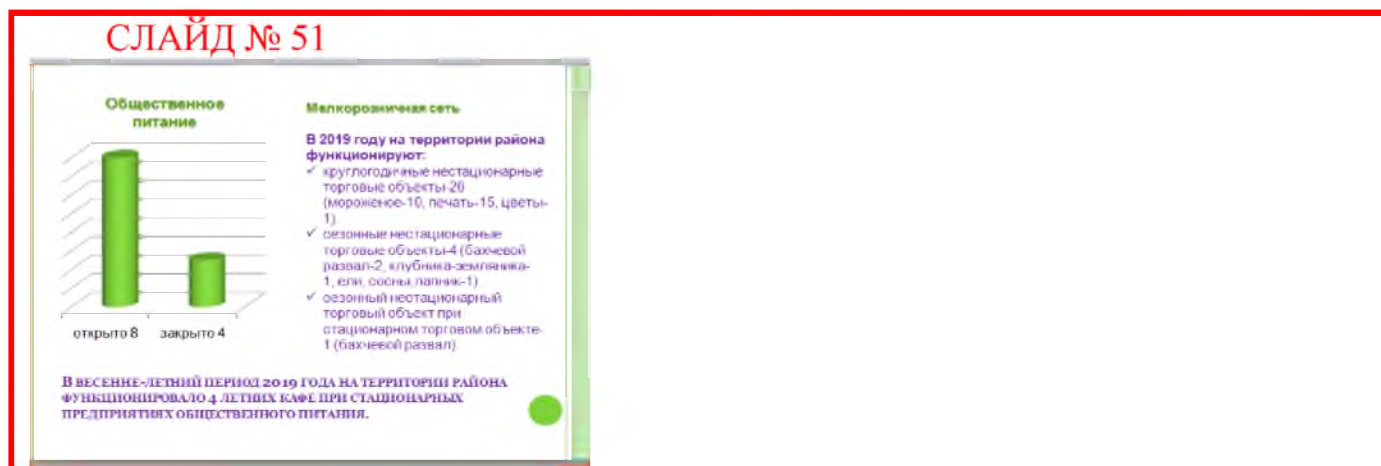 СЛАЙД № 51
Общественное
питание
открыто 8 закрыто 4
Мелкорозничная сеть
В 2019 году на территории района
функционируют:
✓ круглогодичные нестационарные
торговые объекты-26
(мороженое-10, печать-15, цветы-
1)
✓ сезонные нестационарные
торговые объекты-4 (бахчевой
развал-2, клубника-земляника-
1, ели, сосны, лапник-1)
✓ сезонный нестационарный
торговый объект при
стационарном торговом объекте-
1 (бахчевой развал)
В ВЕСЕННЕ-ЛЕТНИЙ ПЕРИОД 2019 ГОДА НА ТЕРРИТОРИИ РАЙОНА
ФУНКЦИОНИРОВАЛО 4 ЛЕТНИХ КАФЕ ПРИ СТАЦИОНАРНЫХ
ПРЕДПРИЯТИЯХ ОБЩЕСТВЕННОГО ПИТАНИЯ.